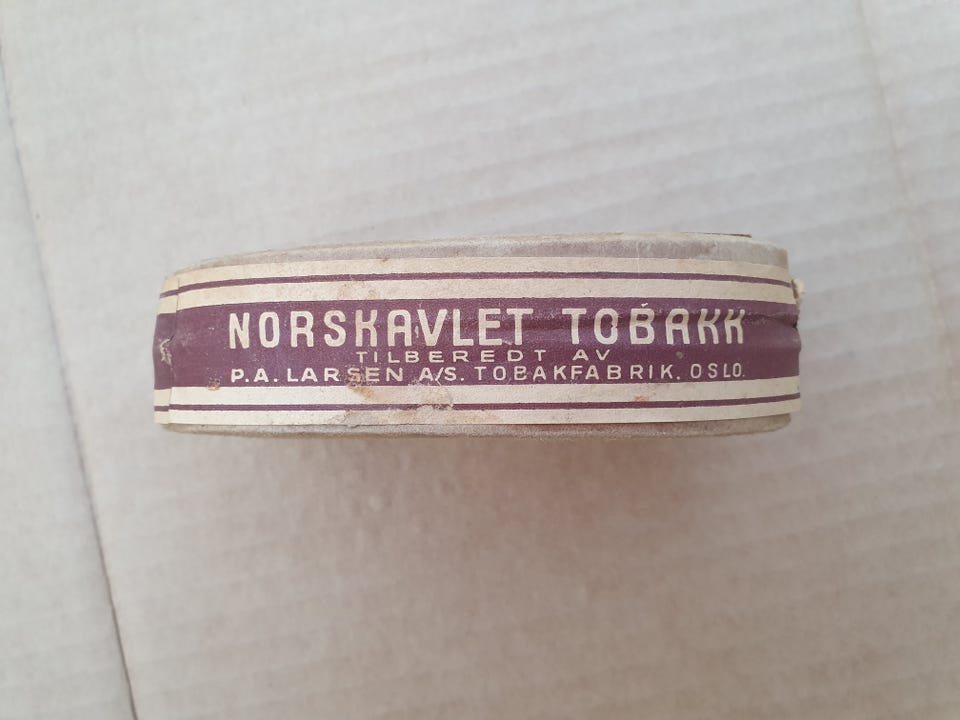 NORSKAVLET TOBAKK
TILBEREDT AV
P.A. LARSEN A/S. TOBAKFABRIK. OSLO.